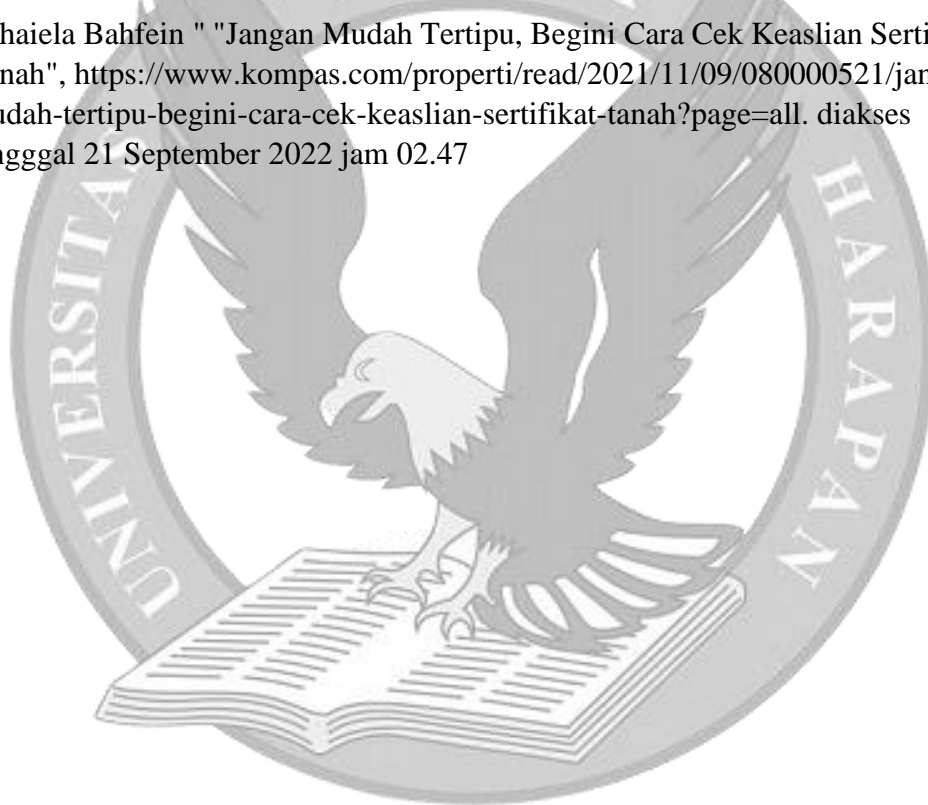 haiela Bahfein " "Jangan Mudah Tertipu, Begini Cara Cek Keaslian Serti
nah", https://www.kompas.com/properti/read/2021/11/09/080000521/jan
udah-tertipu-begini-cara-cek-keaslian-sertifikat-tanah?page=all. diakses
ngggal 21 September 2022 jam 02.47
UNIVERSITAS
HARAPAN